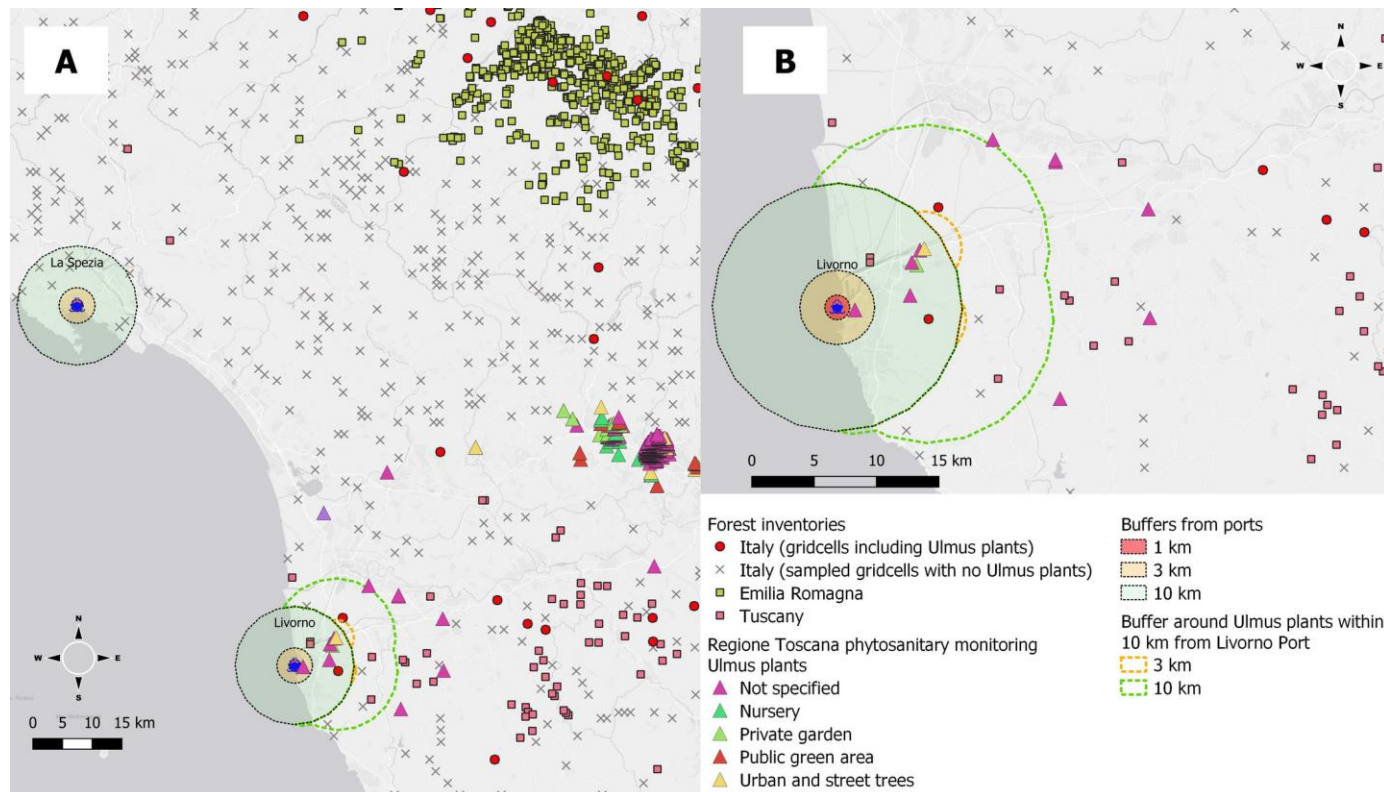 A
La Spezia
Livorno
N
W E
S
0 5 10 15 km
B
N
W E
S
Livorno
0 5 10 15 km
Forest inventories
Italy (gridcells including Ulmus plants)
Italy (sampled gridcells with no Ulmus plants)
Emilia Romagna
Tuscany
Regione Toscana phytosanitary monitoring
Ulmus plants
Not specified
Nursery
Private garden
Public green area
Urban and street trees
Buffers from ports
1 km
3 km
10 km
Buffer around Ulmus plants within
10 km from Livorno Port
3 km
10 km